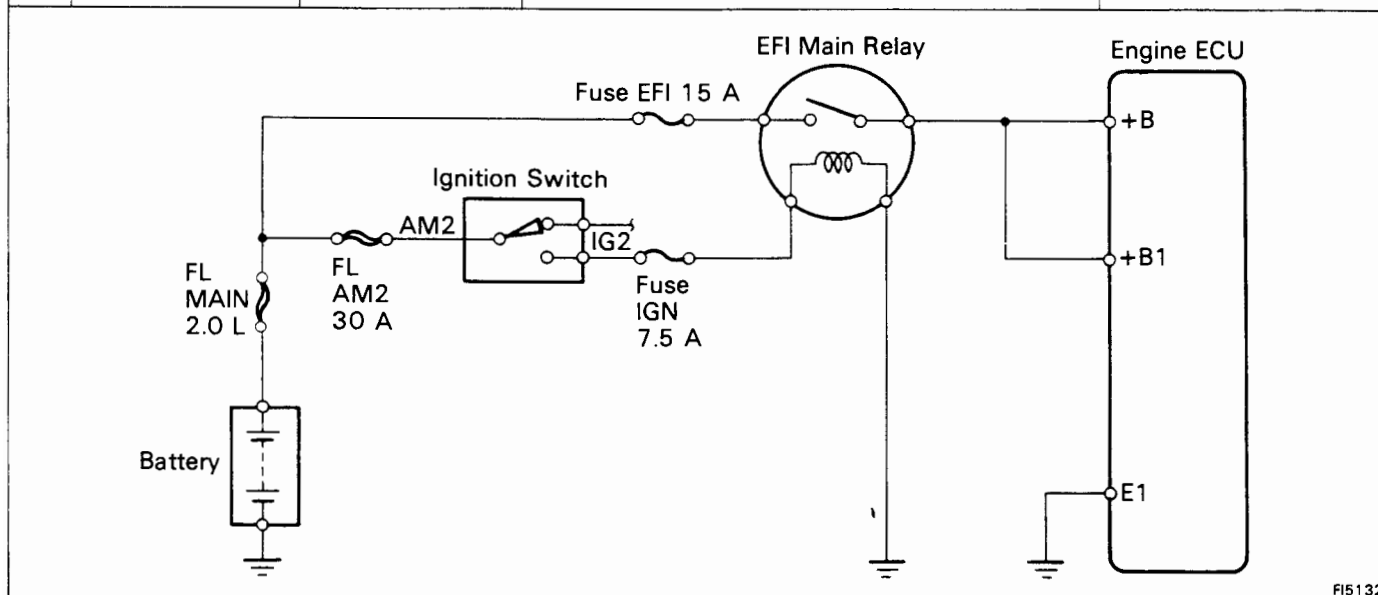 EFI Main Relay
Engine ECU
Fuse EFI 15 A
+B
Ignition Switch
AM2
IG2
+B1
FL
MAIN
2.0 L
FL
AM2
30 A
Fuse
IGN
7.5 A
Battery
E1
FI5132